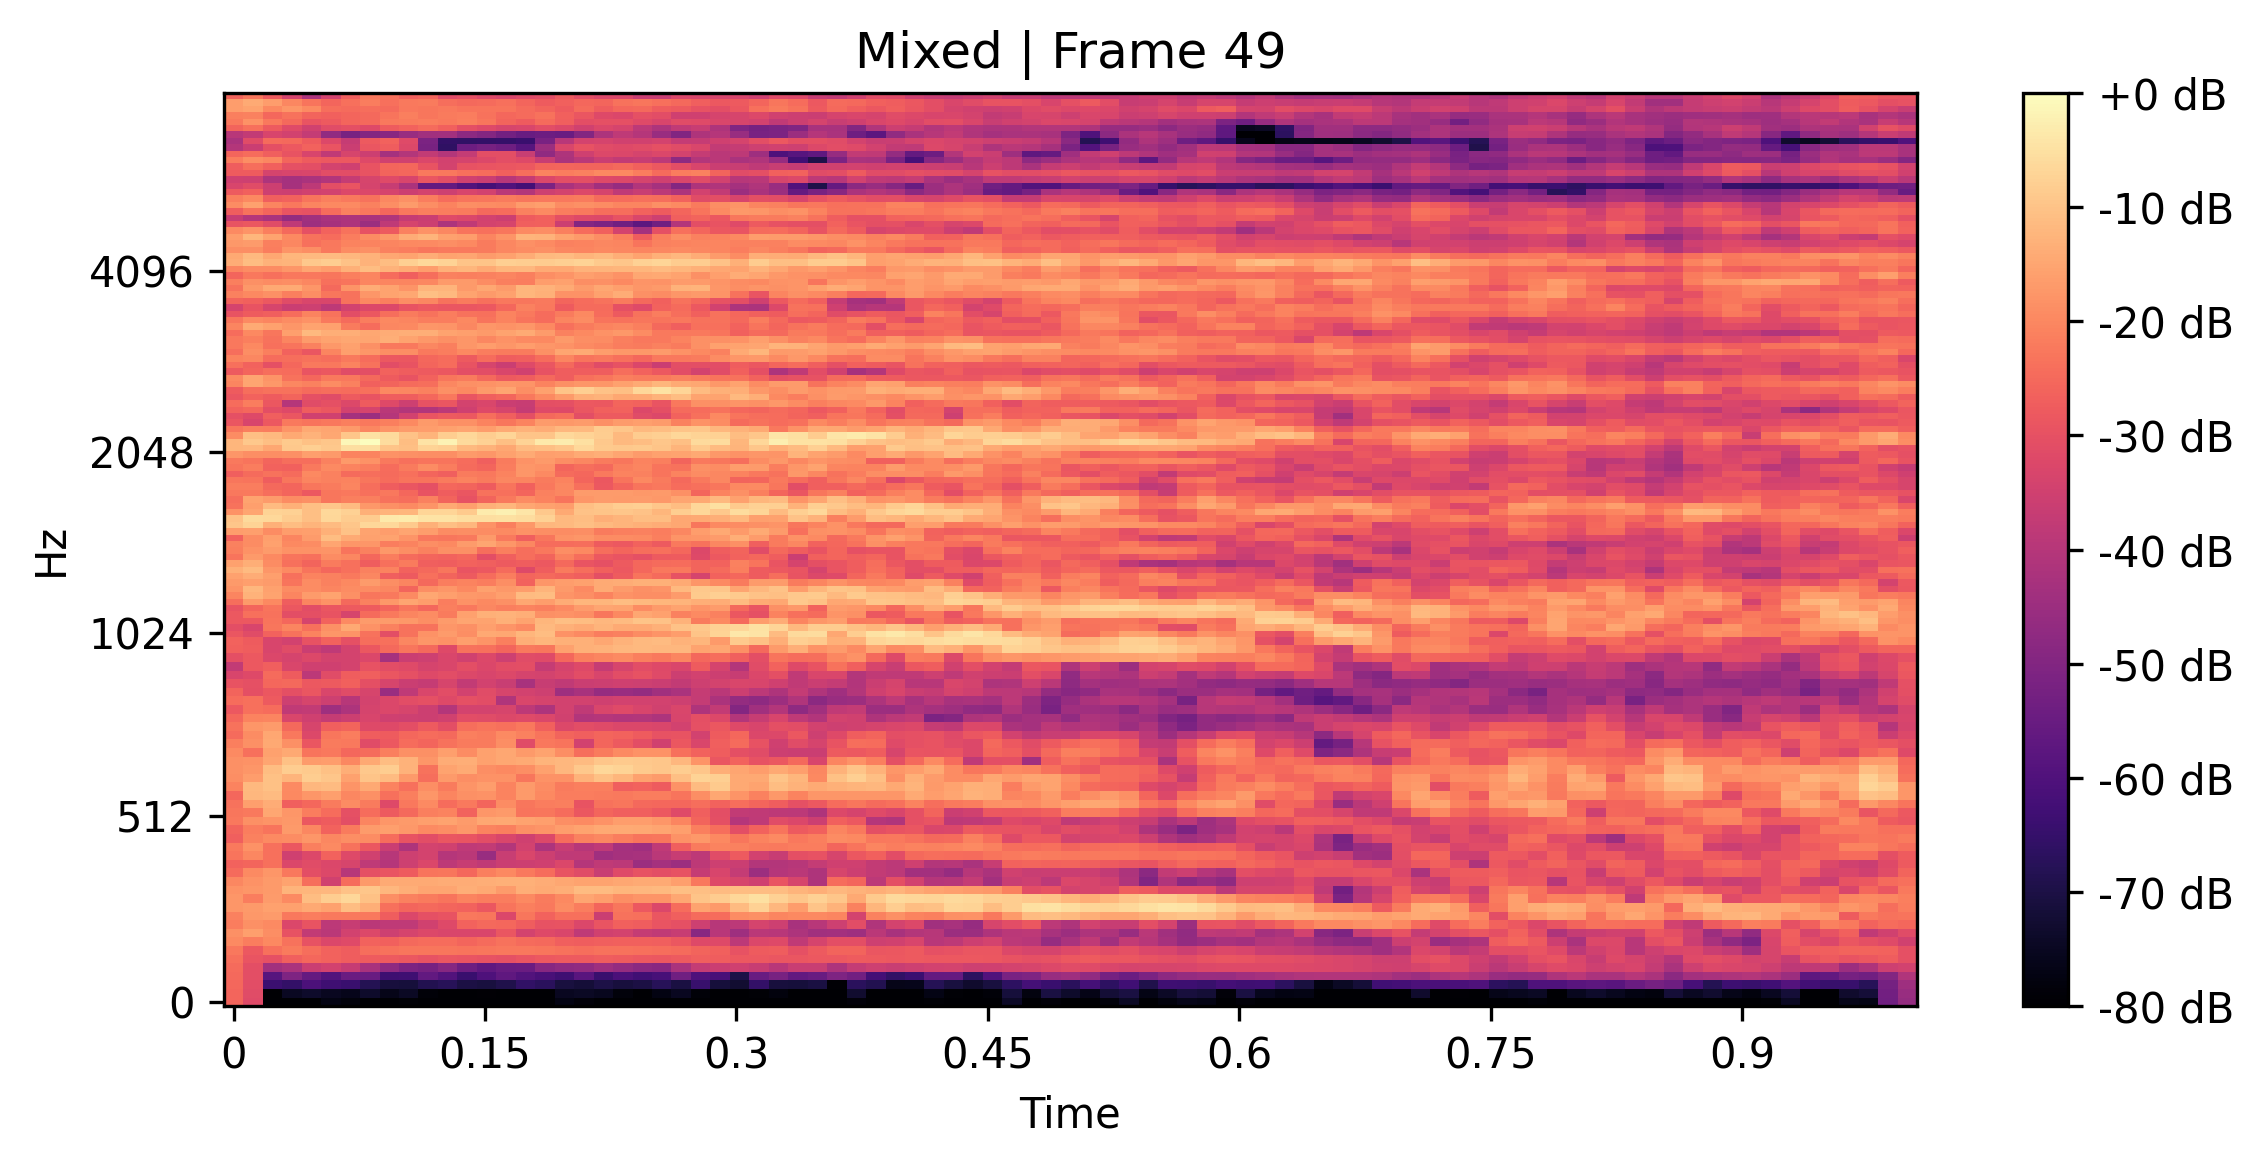 Mixed | Frame 49
+0 dB
-10 dB
-20 dB
-30 dB
-40 dB
-50 dB
-60 dB
-70 dB
-80 dB
Hz
4096
2048
1024
512
0
0 0.15 0.3 0.45 0.6 0.75 0.9
Time